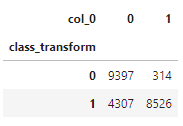 col_0 0 1
class_transform
0 9397 314
1 4307 8526